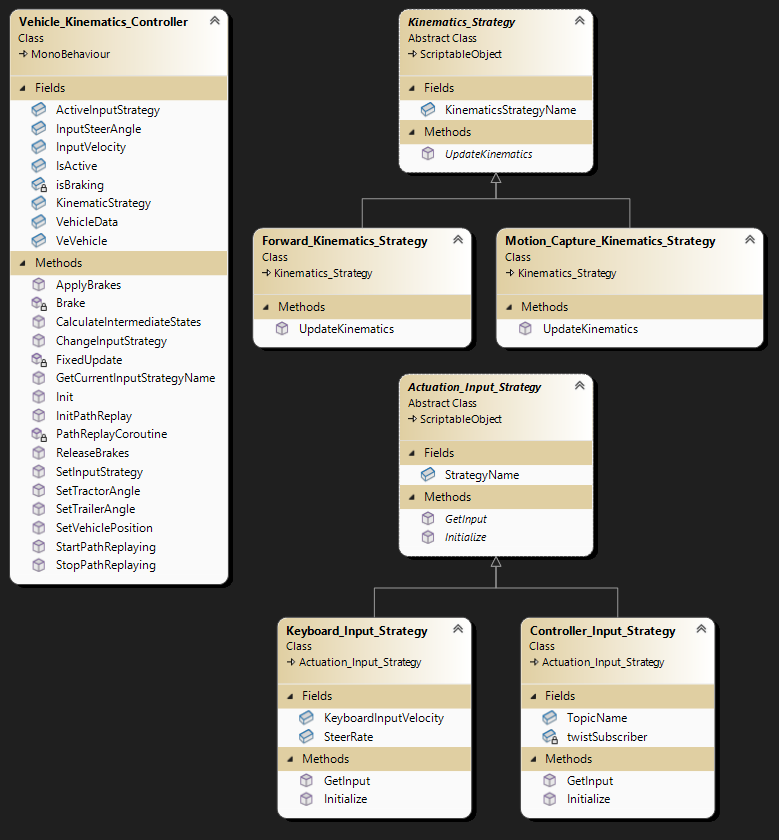 Vehicle_Kinematics_Controller
Class
MonoBehaviour
Fields
ActiveInputStrategy
InputSteerAngle
InputVelocity
IsActive
isBraking
KinematicStrategy
VehicleData
VeVehicle
Methods
ApplyBrakes
Brake
CalculateIntermediateStates
ChangeInputStrategy
FixedUpdate
GetCurrentInputStrategyName
Init
InitPathReplay
PathReplayCoroutine
ReleaseBrakes
SetInputStrategy
SetTractorAngle
SetTrailerAngle
SetVehiclePosition
StartPathReplaying
StopPathReplaying
Kinematics_Strategy
Abstract Class
ScriptableObject
Fields
KinematicsStrategyName
Methods
UpdateKinematics
Forward_Kinematics_Strategy
Class
Kinematics_Strategy
Methods
UpdateKinematics
Motion_Capture_Kinematics_Strategy
Class
Kinematics_Strategy
Methods
UpdateKinematics
Actuation_Input_Strategy
Abstract Class
ScriptableObject
Fields
StrategyName
Methods
GetInput
Initialize
Keyboard_Input_Strategy
Class
Actuation_Input_Strategy
Fields
KeyboardInputVelocity
SteerRate
Methods
GetInput
Initialize
Controller_Input_Strategy
Class
Actuation_Input_Strategy
Fields
TopicName
twistSubscriber
Methods
GetInput
Initialize